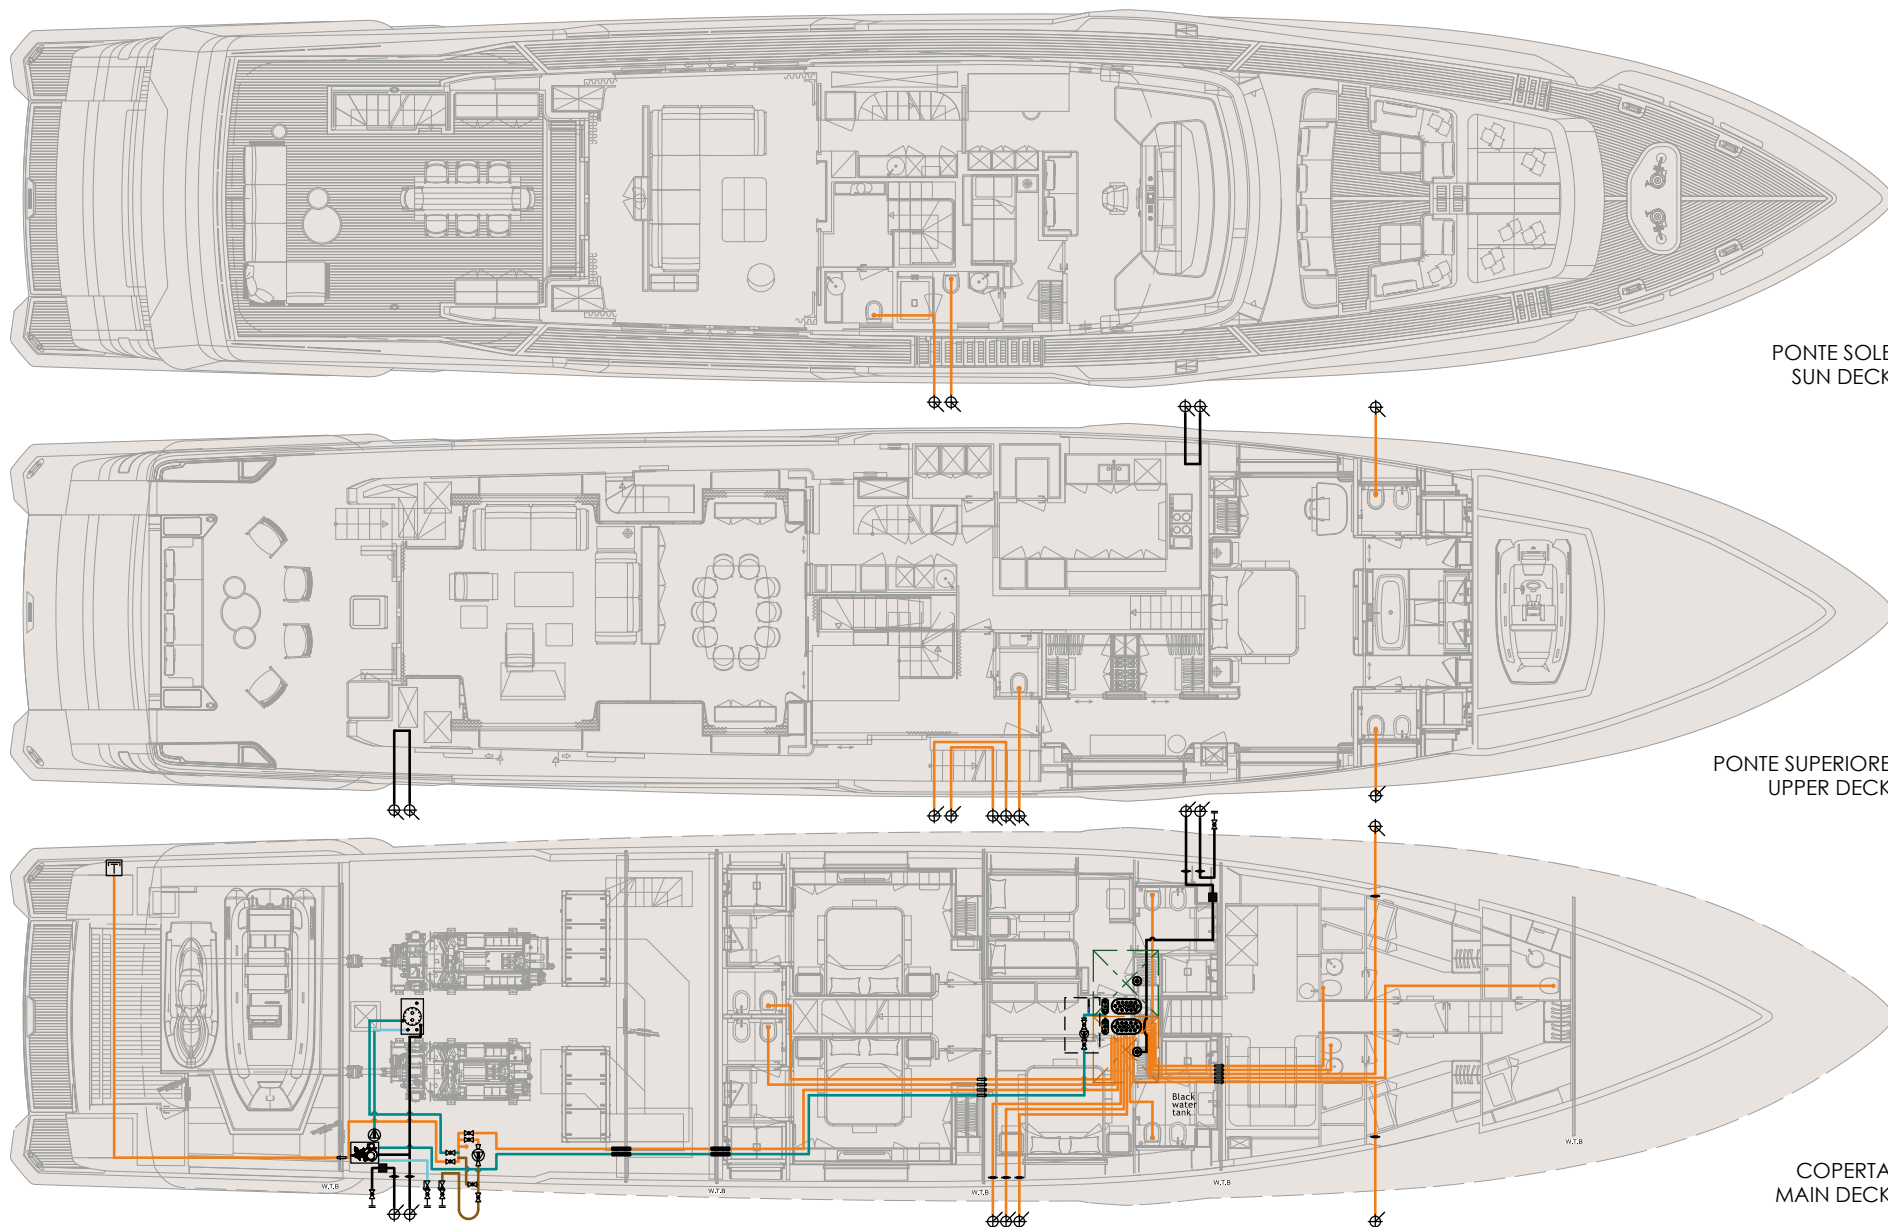 PONTE SOLE
SUN DECK
PONTE SUPERIORE
UPPER DECK
T
Black
water
tank
W.T.B
W.T.B
W.T.B
W.T.B
W.T.B
COPERTA
MAIN DECK